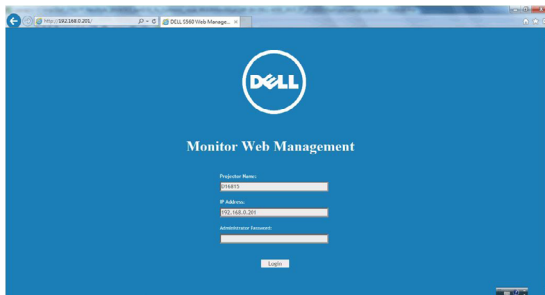 http://192.168.0.201/
DELL S560 Web Manage...
DELL
Monitor Web Management
Projector Name:
D16815
IP Address:
192.168.0.201
Administrator Password:
Login